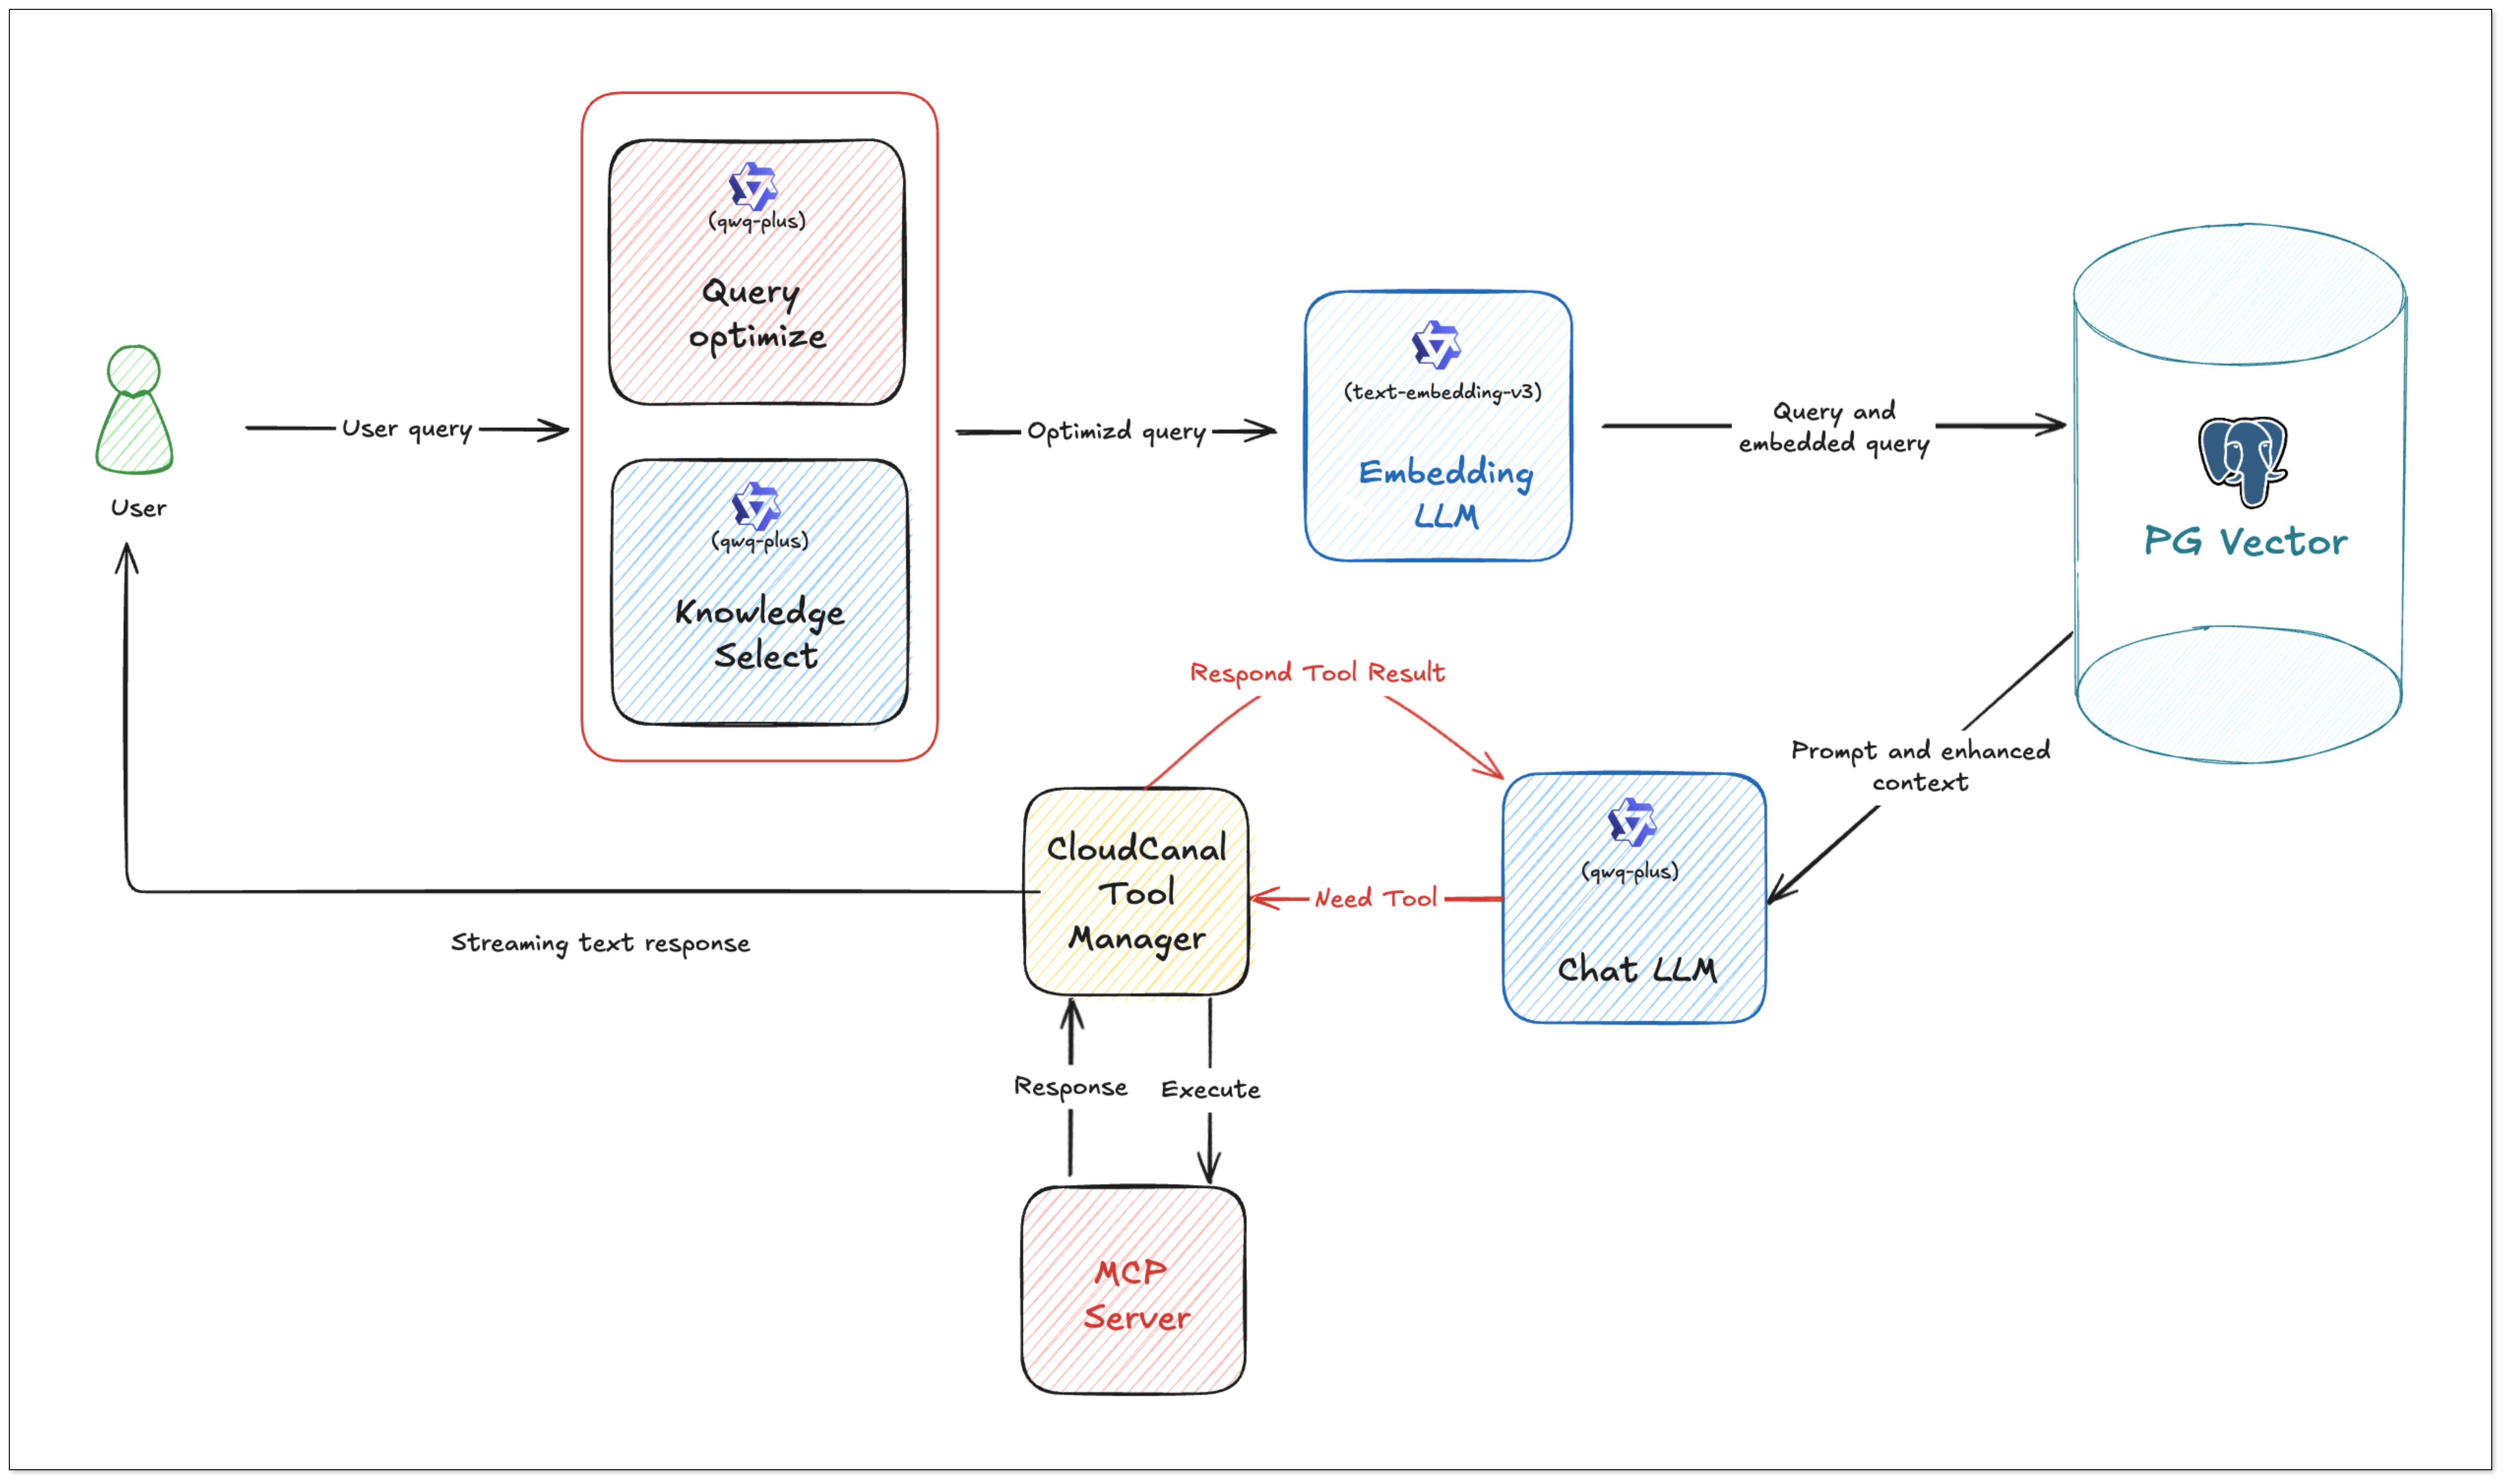 (qwq-plus)
Query
optimize
User query
User
(qwq-plus)
Knowledge
Select
Optimizd query
(text-embedding-v3)
Embedding
LLM
Query and
embedded query
PG Vector
Prompt and enhanced
context
(qwq-plus)
Chat LLM
Respond Tool Result
Need Tool
CloudCanal
Tool
Manager
Streaming text response
Response
Execute
MCP
Server